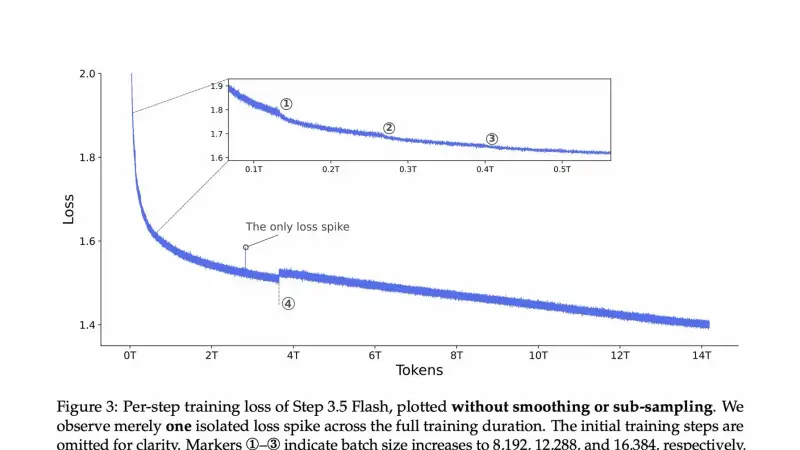 2.0
1.8
1.6
1.4
Loss
1.9
1.8
1.7
1.6
①
②
③
0.1T
0.2T
0.3T
0.4T
0.5T
The only loss spike
④
0T
2T
4T
6T
8T
10T
12T
14T
Tokens
Figure 3: Per-step training loss of Step 3.5 Flash, plotted without smoothing or sub-sampling. We
observe merely one isolated loss spike across the full training duration. The initial training steps are
omitted for clarity. Markers ①–③ indicate batch size increases to 8,192, 12,288, and 16,384, respectively.